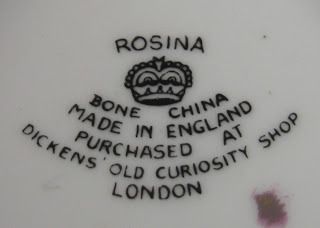 ROSINA
BONE CHINA
MADE IN ENGLAND
PURCHASED AT
DICKENS' OLD CURIOSITY SHOP
LONDON